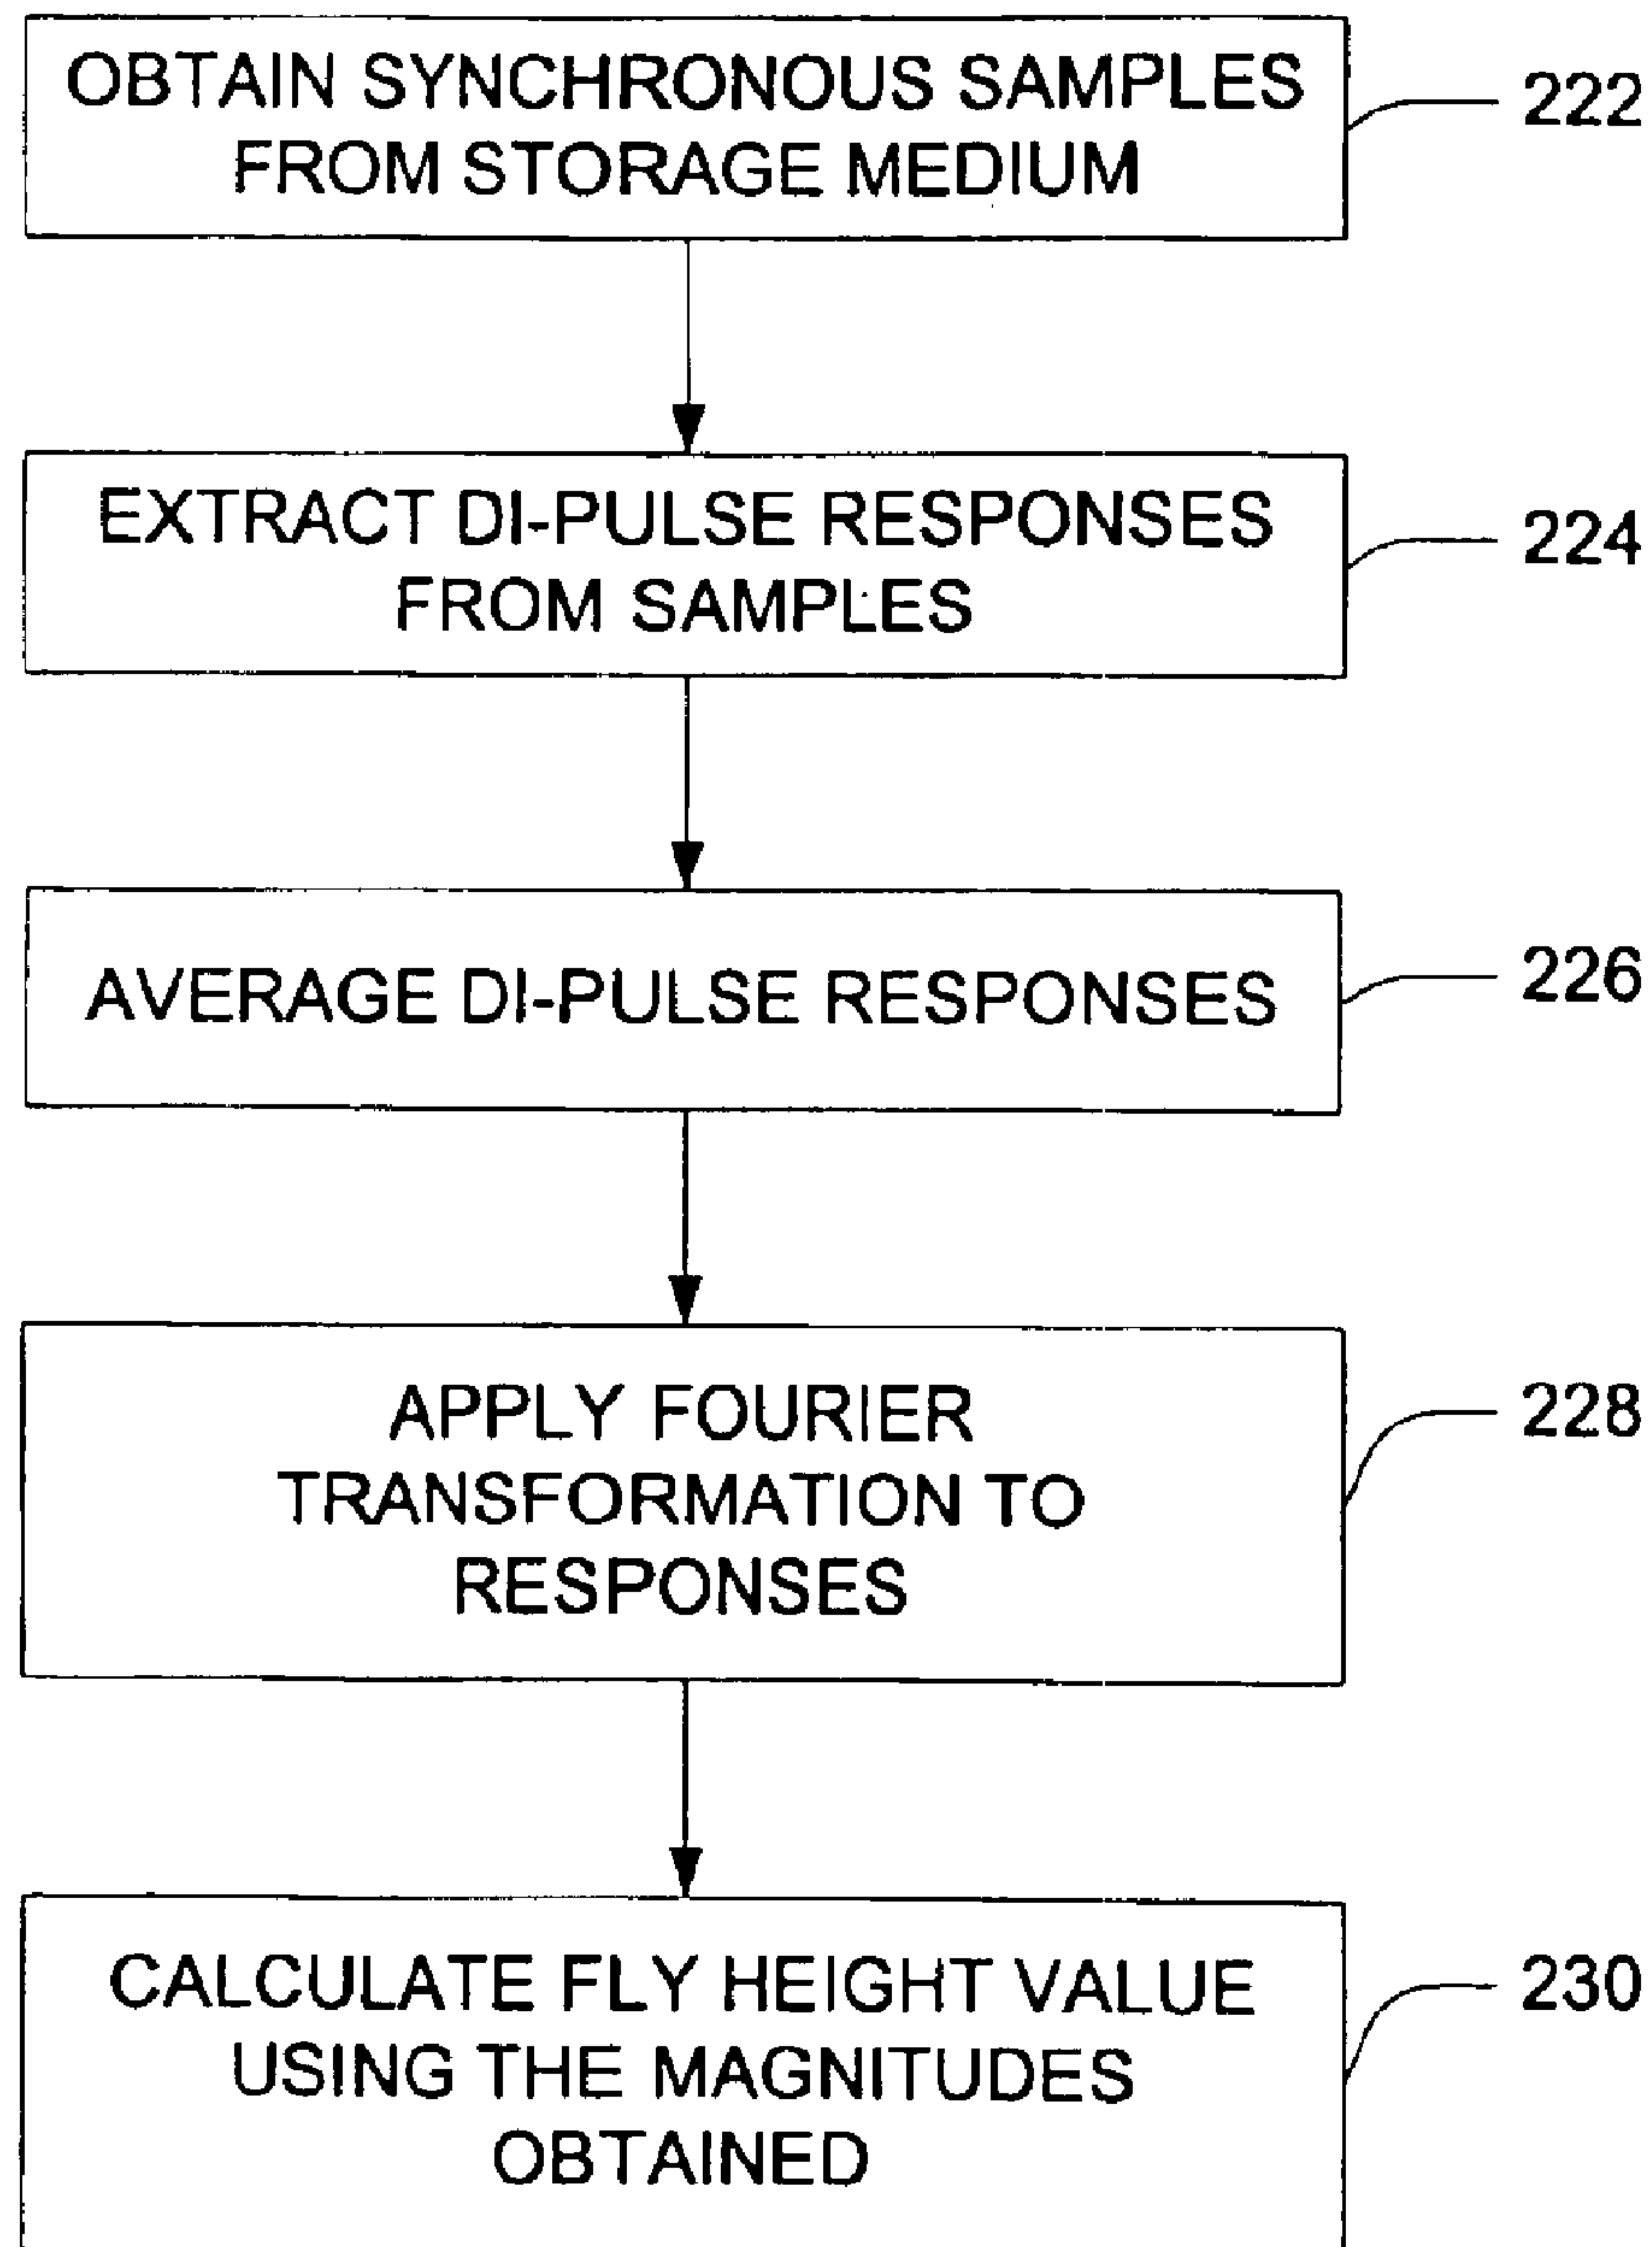 OBTAIN SYNCHRONOUS SAMPLES
FROM STORAGE MEDIUM
222
EXTRACT DI-PULSE RESPONSES
FROM SAMPLES
224
AVERAGE DI-PULSE RESPONSES
226
APPLY FOURIER
TRANSFORMATION TO
RESPONSES
228
CALCULATE FLY HEIGHT VALUE
USING THE MAGNITUDES
OBTAINED
230